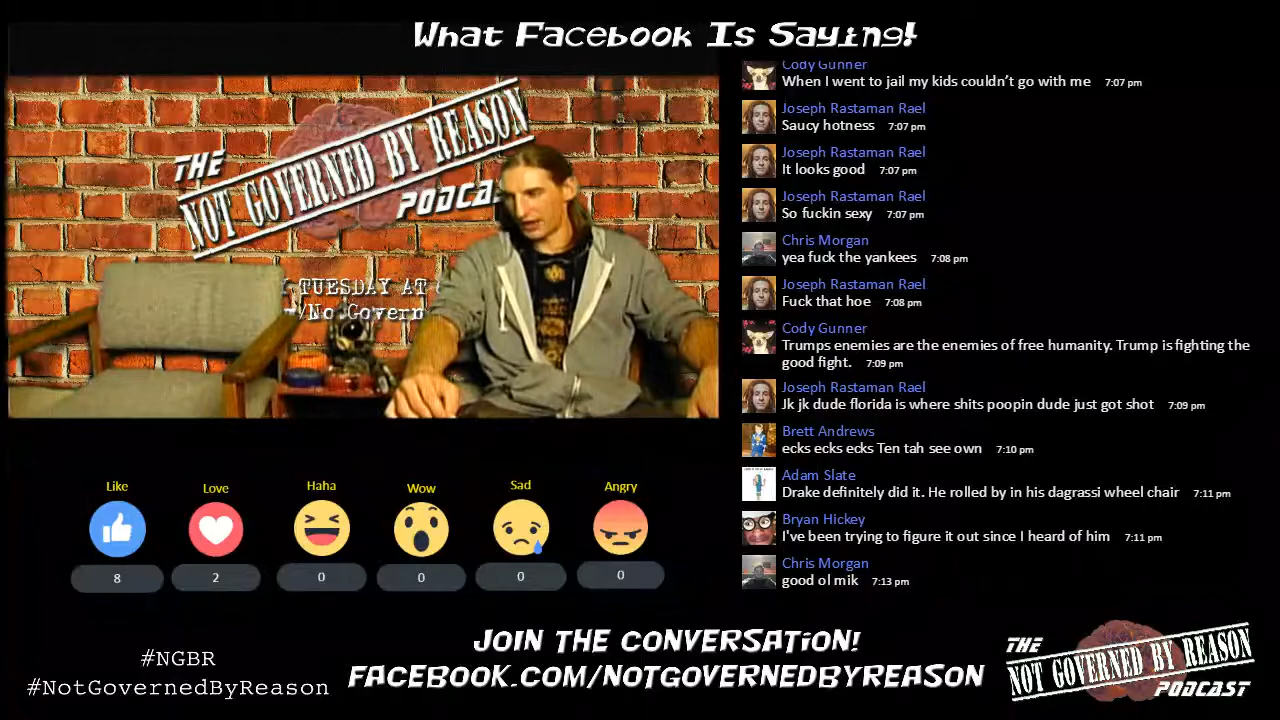 What Facebook Is Saying!
THE
NOT GOVERNED BY REASON
TUESDAY AT
Cody Gunner
When I went to jail my kids couldn't go with me 7:07 pm
Joseph Rastaman Rael
Saucy hotness 7:07 pm
Joseph Rastaman Rael
It looks good 7:07 pm
Joseph Rastaman Rael
So fuckin sexy 7:07 pm
Chris Morgan
yea fuck the yankees 7:08 pm
Joseph Rastaman Rael
Fuck that hoe 7:08 pm
Cody Gunner
Trumps enemies are the enemies of free humanity. Trump is fighting the
good fight. 7:09 pm
Joseph Rastaman Rael
Jk jk dude florida is where shits poopin dude just got shot 7:09 pm
Brett Andrews
ecks ecks ecks Ten tah see own 7:10 pm
Adam Slate
Drake definitely did it. He rolled by in his dagrassi wheel chair 7:11 pm
Bryan Hickey
I've been trying to figure it out since I heard of him 7:11 pm
Chris Morgan
good ol mik 7:13 pm
Like Love Haha Wow Sad Angry
8 2 0 0 0 0
#NGBR
#NotGovernedByReason
JOIN THE CONVERSATION!
FACEBOOK.COM/NOTGOVERNEDBYREASON
THE
NOT GOVERNED BY REASON
PODCAST